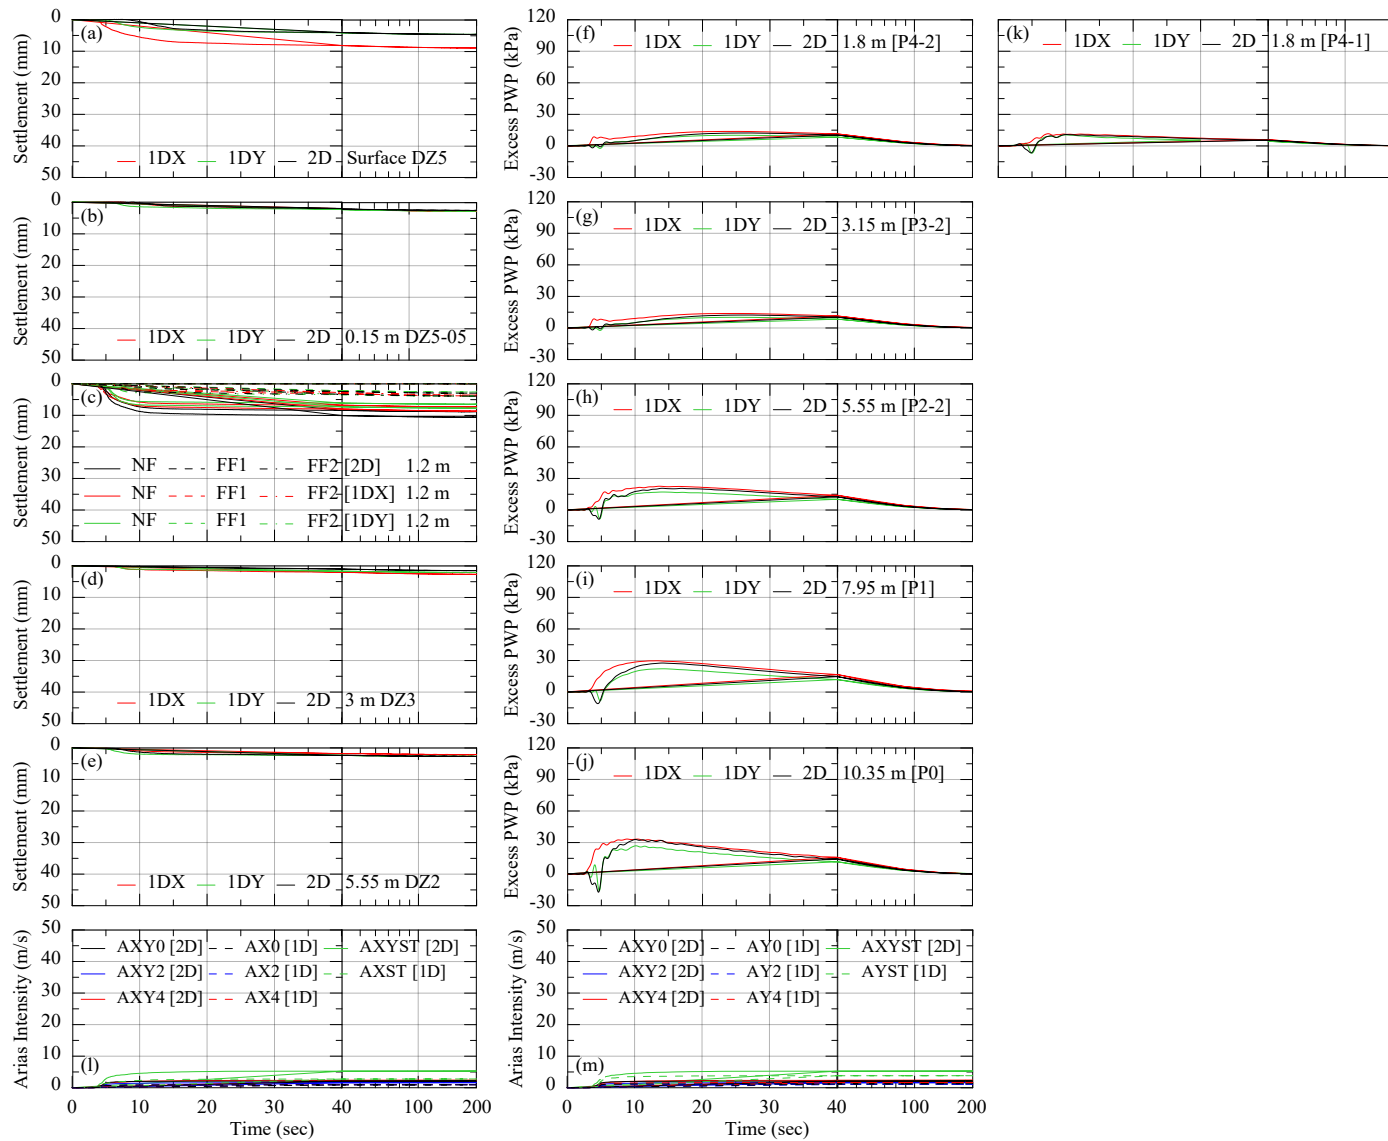 Settlement (mm)
0
10
20
30
40
50
(a)
1DX 1DY 2D Surface DZ5
Settlement (mm)
0
10
20
30
40
50
(b)
1DX 1DY 2D 0.15 m DZ5-05
Settlement (mm)
0
10
20
30
40
50
(c)
NF FF1 FF2 [2D] 1.2 m
NF FF1 FF2 [1DX] 1.2 m
NF FF1 FF2 [1DY] 1.2 m
Settlement (mm)
0
10
20
30
40
50
(d)
1DX 1DY 2D 3 m DZ3
Settlement (mm)
0
10
20
30
40
50
(e)
1DX 1DY 2D 5.55 m DZ2
Arias Intensity (m/s)
50
40
30
20
10
0
AXY0 [2D] AX0 [1D] AXYST [2D]
AXY2 [2D] AX2 [1D] AXST [1D]
AXY4 [2D] AX4 [1D]
(l)
0 10 20 30 40 100 200
Time (sec)
Excess PWP (kPa)
120
90
60
30
0
-30
(f)
1DX 1DY 2D 1.8 m [P4-2]
Excess PWP (kPa)
120
90
60
30
0
-30
(g)
1DX 1DY 2D 3.15 m [P3-2]
Excess PWP (kPa)
120
90
60
30
0
-30
(h)
1DX 1DY 2D 5.55 m [P2-2]
Excess PWP (kPa)
120
90
60
30
0
-30
(i)
1DX 1DY 2D 7.95 m [P1]
Excess PWP (kPa)
120
90
60
30
0
-30
(j)
1DX 1DY 2D 10.35 m [P0]
Arias Intensity (m/s)
50
40
30
20
10
0
AXY0 [2D] AY0 [1D] AXYST [2D]
AXY2 [2D] AY2 [1D] AYST [1D]
AXY4 [2D] AY4 [1D]
(m)
0 10 20 30 40 100 200
Time (sec)
(k)
1DX 1DY 2D 1.8 m [P4-1]